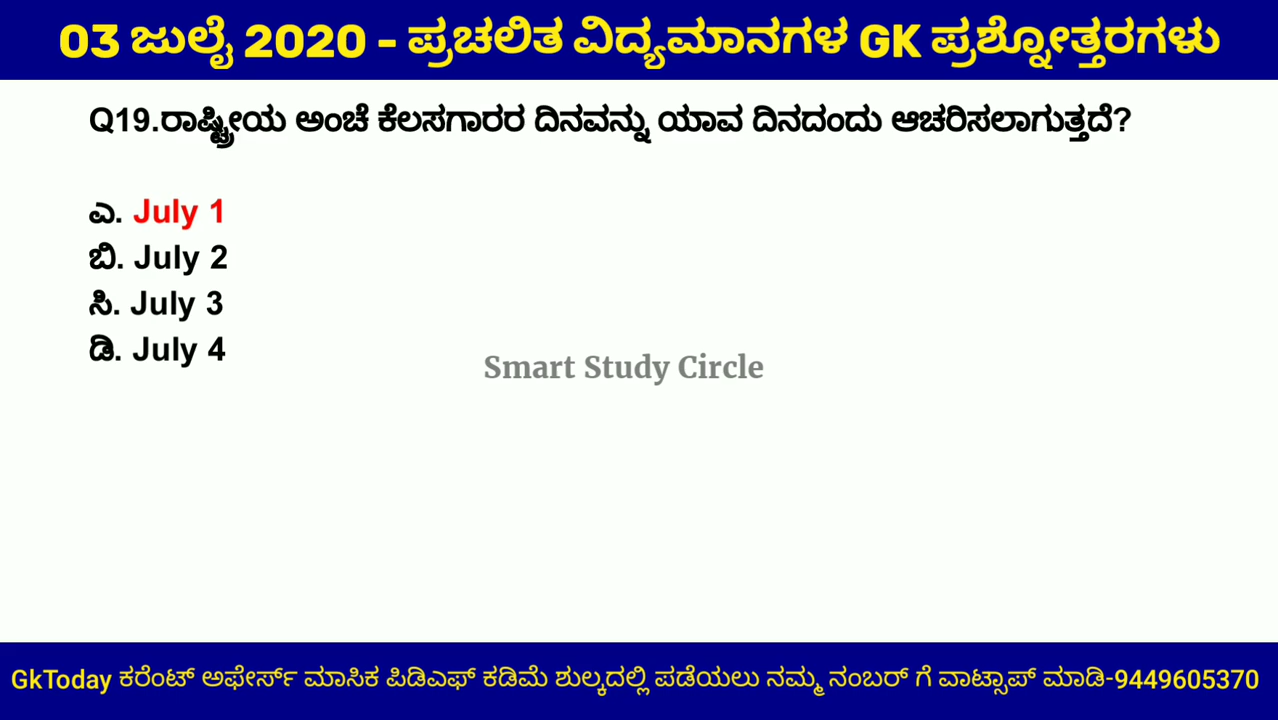 03 ಜುಲೈ 2020 - ಪ್ರಚಲಿತ ವಿದ್ಯಮಾನಗಳ GK ಪ್ರಶ್ನೋತ್ತರಗಳು
Q19.ರಾಷ್ಟ್ರೀಯ ಅಂಚೆ ಕೆಲಸಗಾರರ ದಿನವನ್ನು ಯಾವ ದಿನದಂದು ಆಚರಿಸಲಾಗುತ್ತದೆ?
ಎ. July 1
ಬಿ. July 2
ಸಿ. July 3
ಡಿ. July 4
Smart Study Circle
GkToday ಕರೆಂಟ್ ಅಫೇರ್ಸ್ ಮಾಸಿಕ ಪಿಡಿಎಫ್ ಕಡಿಮೆ ಶುಲ್ಕದಲ್ಲಿ ಪಡೆಯಲು ನಮ್ಮ ನಂಬರ್ ಗೆ ವಾಟ್ಸಾಪ್ ಮಾಡಿ-9449605370